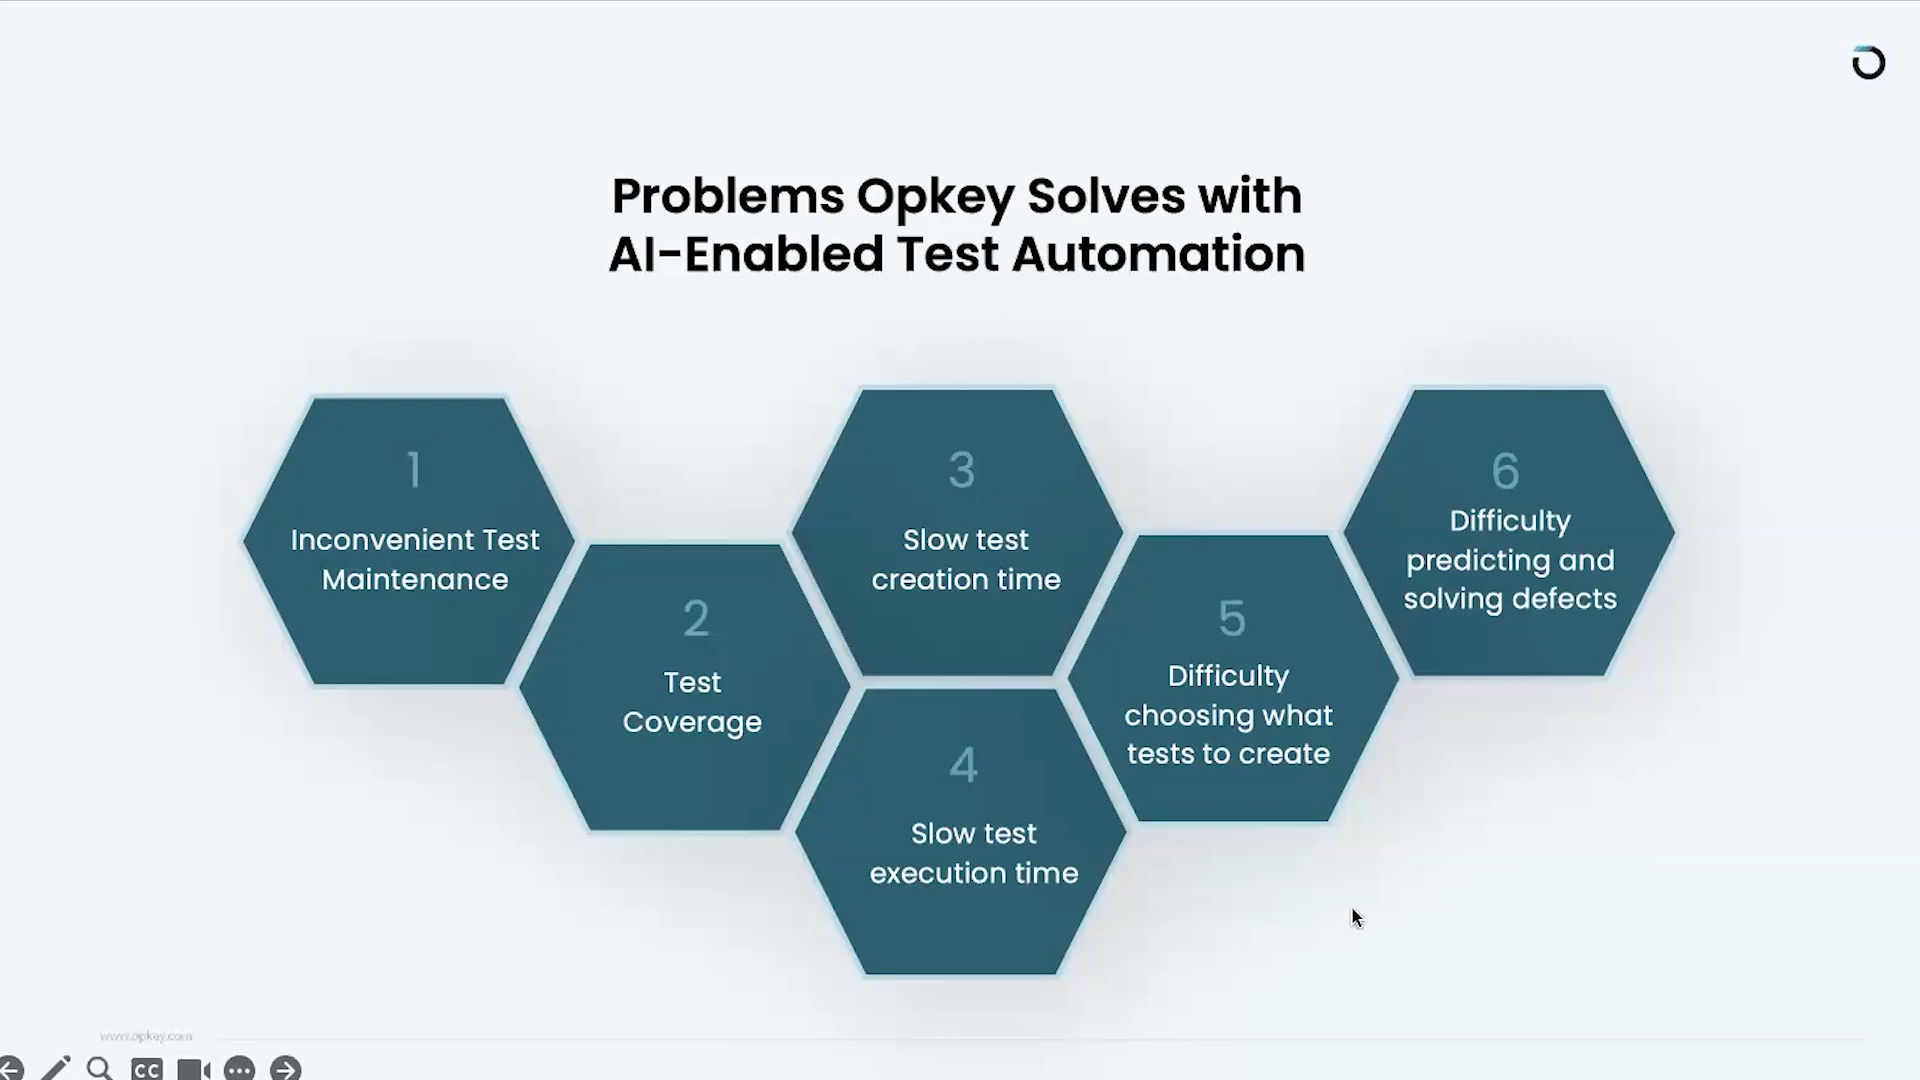 Problems Opkey Solves with
AI-Enabled Test Automation
1
Inconvenient Test
Maintenance
2
Test
Coverage
3
Slow test
creation time
4
Slow test
execution time
5
Difficulty
choosing what
tests to create
6
Difficulty
predicting and
solving defects
www.opkey.com
CC